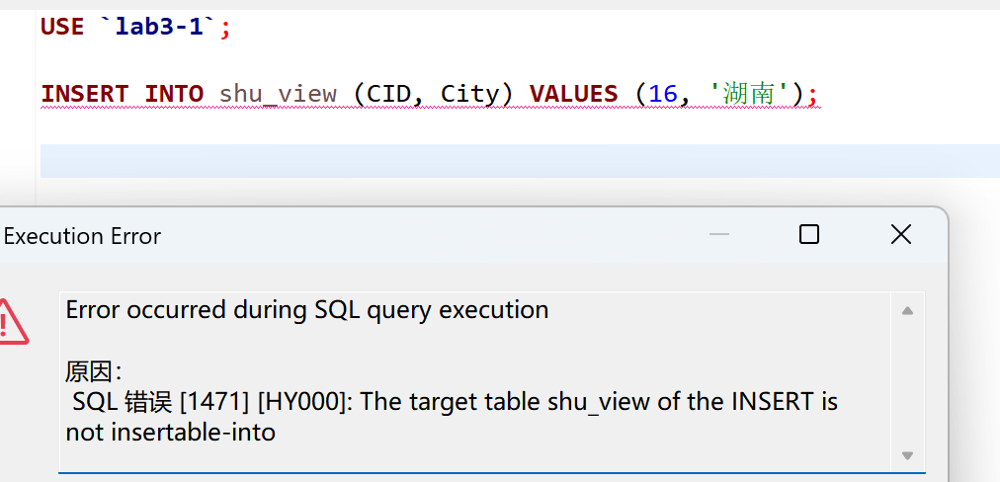 USE `lab3-1`;
INSERT INTO shu_view (CID, City) VALUES (16, '湖南');
Execution Error
Error occurred during SQL query execution
原因：
SQL 错误 [1471] [HY000]: The target table shu_view of the INSERT is
not insertable-into